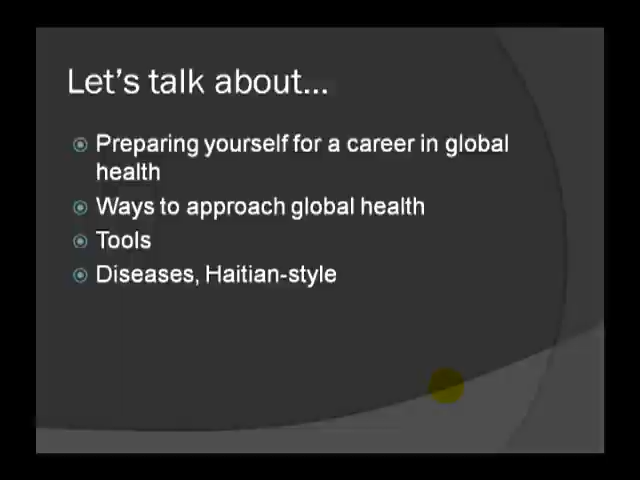 Let's talk about...
Preparing yourself for a career in global
health
Ways to approach global health
Tools
Diseases, Haitian-style